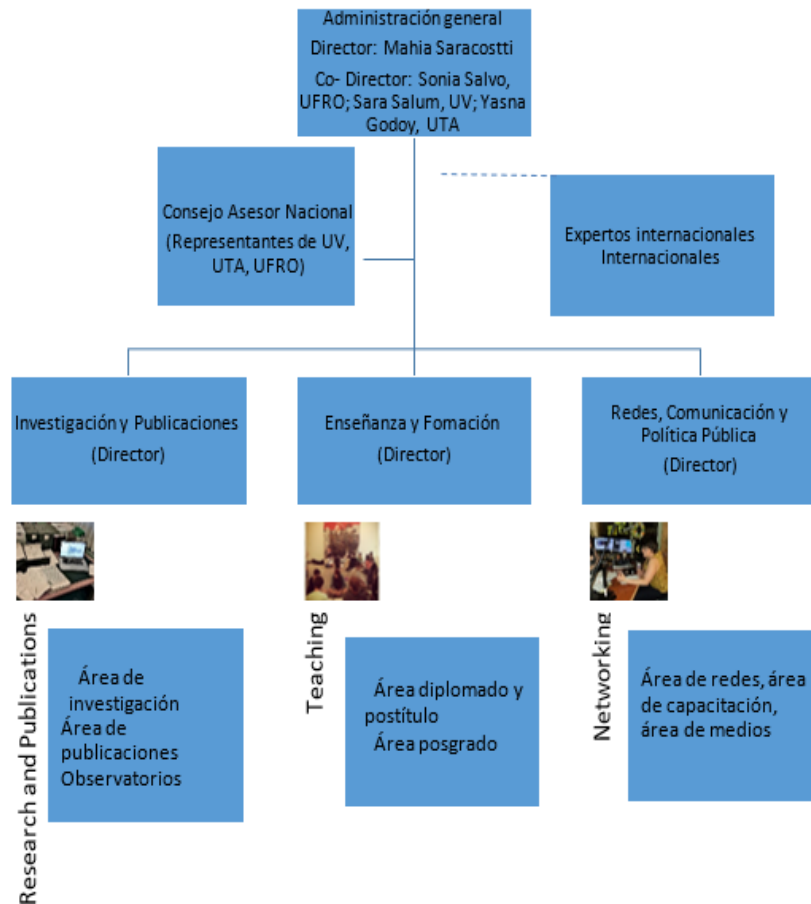 Administración general
Director: Mahia Saracostti
Co- Director: Sonia Salvo,
UFRO; Sara Salum, UV; Yasna
Godoy, UTA
Consejo Asesor Nacional
(Representantes de UV,
UTA, UFRO)
Expertos internacionales
Internacionales
Investigación y Publicaciones
(Director)
Enseñanza y Fomación
(Director)
Redes, Comunicación y
Política Pública
(Director)
Research and Publications
Área de
investigación
Área de
publicaciones
Observatorios
Teaching
Área diplomado y
postítulo
Área posgrado
Networking
Área de redes, área
de capacitación,
área de medios